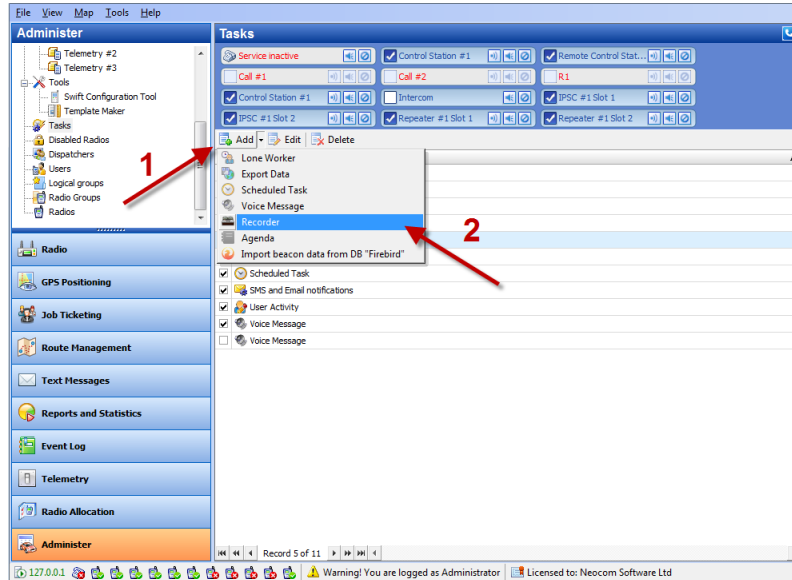 File View Map Tools Help
Administer
Tasks
Telemetry #2
Telemetry #3
Tools
Swift Configuration Tool
Template Maker
Tasks
Disabled Radios
Dispatchers
Users
Logical groups
Radio Groups
Radios
1
Service inactive
Control Station #1
Remote Control Stat...
Call #1
Call #2
R1
Control Station #1
Intercom
IPSC #1 Slot 1
IPSC #1 Slot 2
Repeater #1 Slot 1
Repeater #1 Slot 2
Add Edit Delete
Lone Worker
Export Data
Scheduled Task
Voice Message
Recorder
Agenda
Import beacon data from DB "Firebird"
2
Scheduled Task
SMS and Email notifications
User Activity
Voice Message
Voice Message
Radio
GPS Positioning
Job Ticketing
Route Management
Text Messages
Reports and Statistics
Event Log
Telemetry
Radio Allocation
Administer
Record 5 of 11
127.0.0.1
Warning! You are logged as Administrator
Licensed to: Neocom Software Ltd